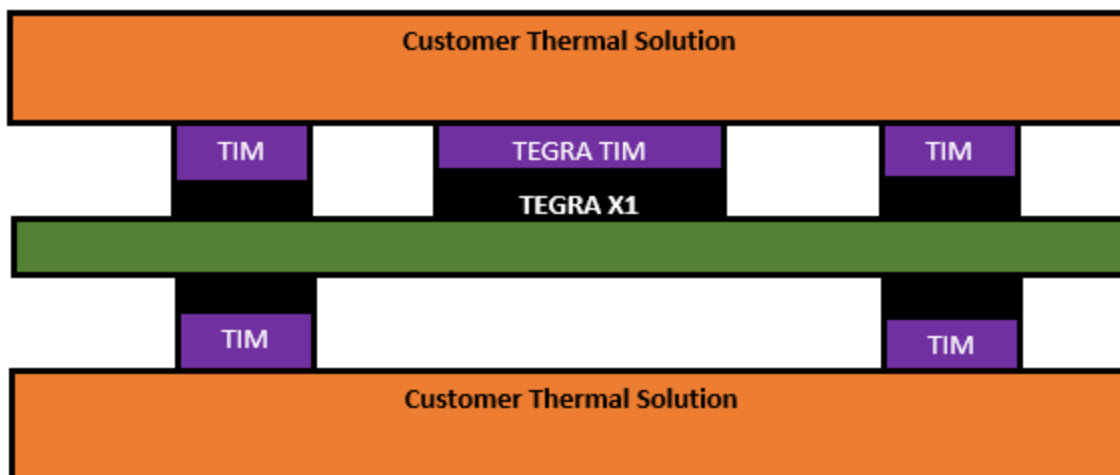 Customer Thermal Solution
TIM
TEGRA TIM
TIM
TEGRA X1
TIM
TIM
Customer Thermal Solution